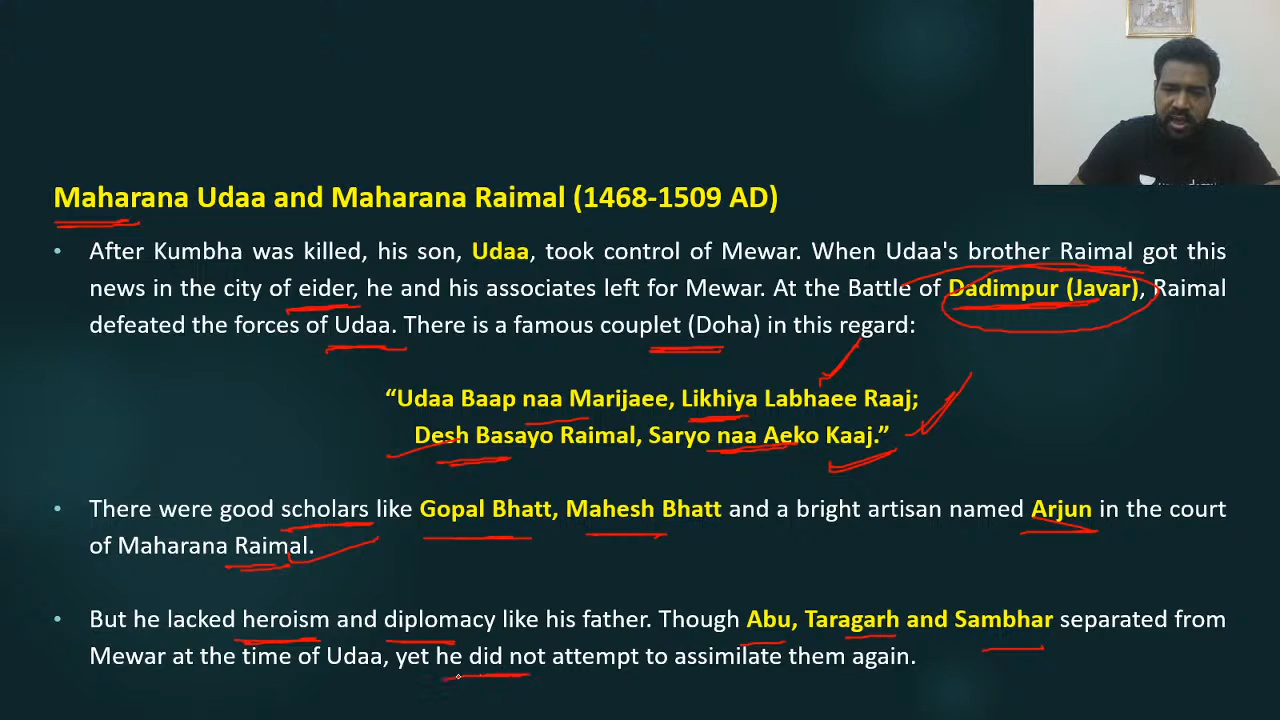 Maharana Udaa and Maharana Raimal (1468-1509 AD)
• After Kumbha was killed, his son, Udaa, took control of Mewar. When Udaa's brother Raimal got this
news in the city of eider, he and his associates left for Mewar. At the Battle of Dadimpur (Javar), Raimal
defeated the forces of Udaa. There is a famous couplet (Doha) in this regard:
“Udaa Baap naa Marijaee, Likhiya Labhaee Raaj;
Desh Basayo Raimal, Saryo naa Aeko Kaaj.”
• There were good scholars like Gopal Bhatt, Mahesh Bhatt and a bright artisan named Arjun in the court
of Maharana Raimal.
• But he lacked heroism and diplomacy like his father. Though Abu, Taragarh and Sambhar separated from
Mewar at the time of Udaa, yet he did not attempt to assimilate them again.